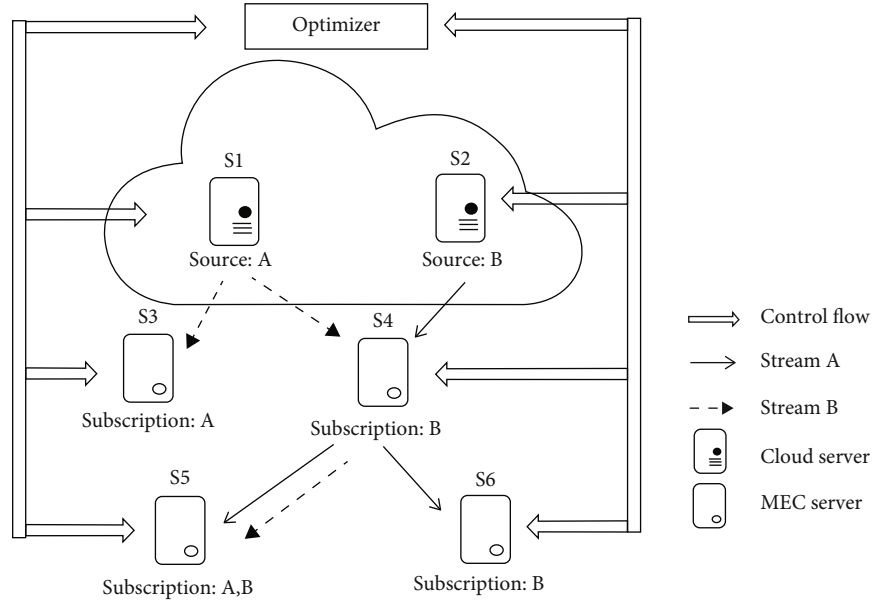 Optimizer
S1
S2
Source: A
Source: B
S3
S4
Subscription: A
Subscription: B
S5
S6
Subscription: A,B
Subscription: B
Control flow
Stream A
Stream B
Cloud server
MEC server